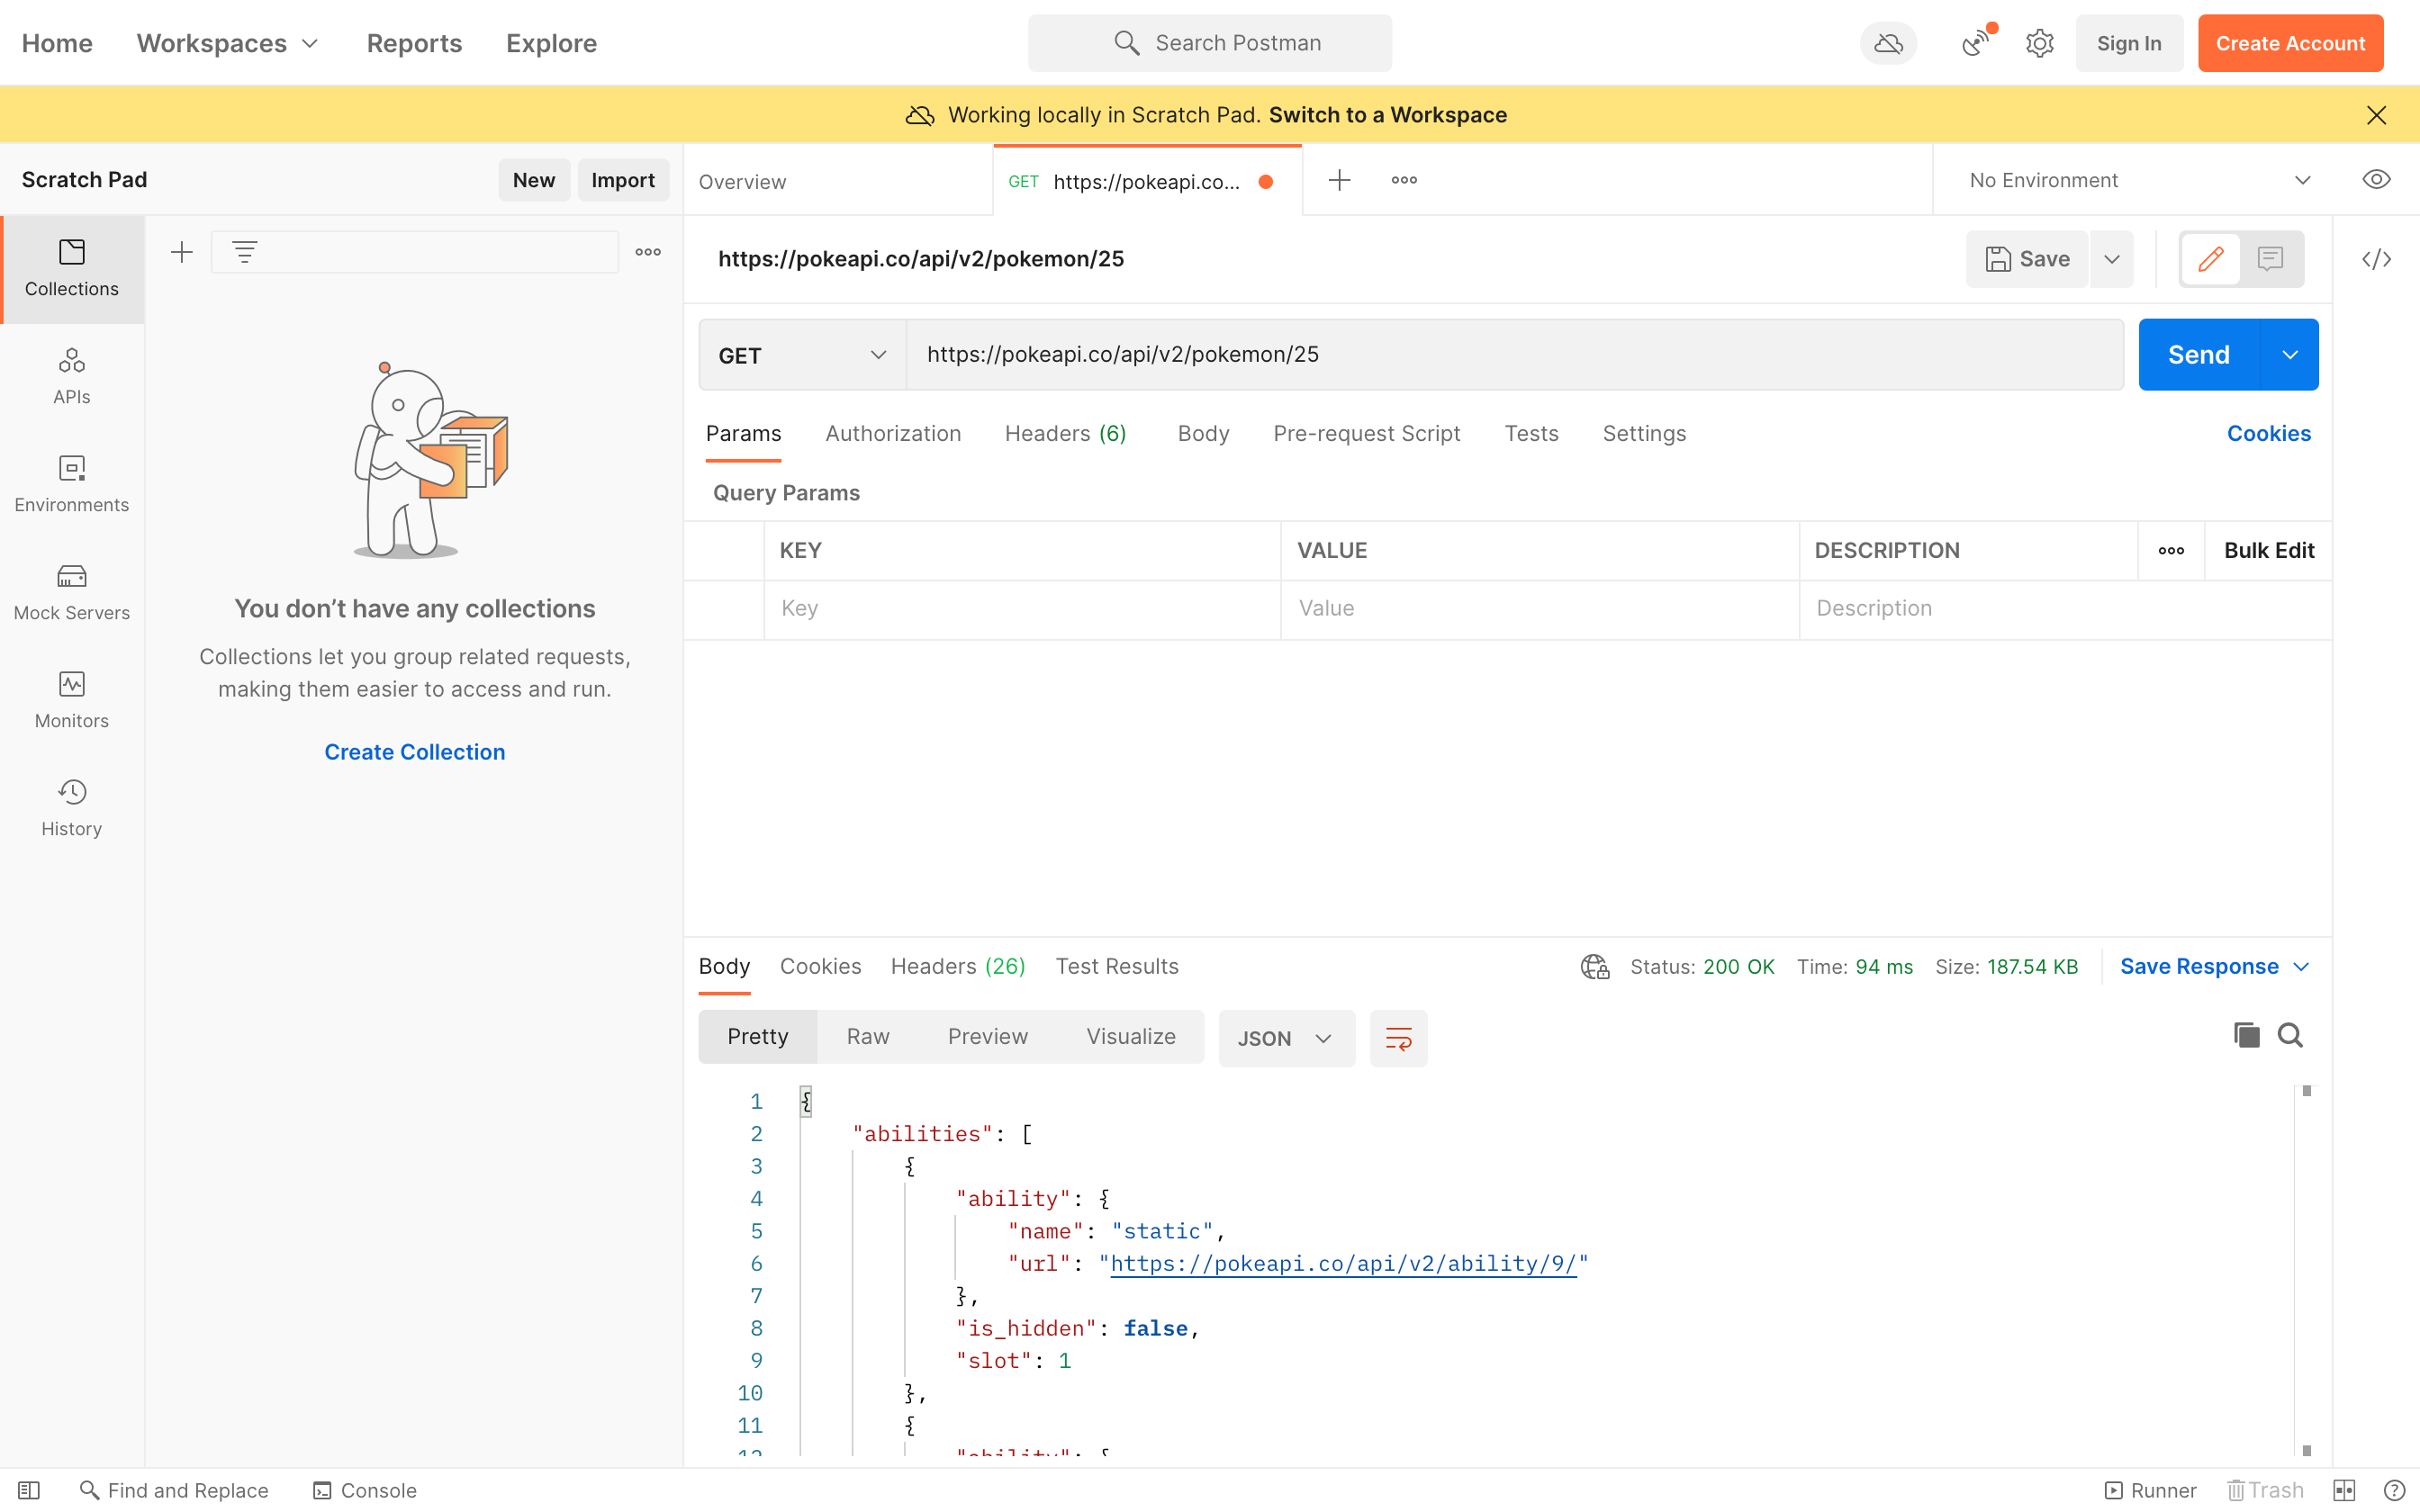 Home Workspaces Reports Explore Search Postman Sign In Create Account
Working locally in Scratch Pad. Switch to a Workspace
Scratch Pad New Import Overview GET https://pokeapi.co... No Environment
Collections
APIs
Environments
Mock Servers
Monitors
History
You don’t have any collections
Collections let you group related requests,
making them easier to access and run.
Create Collection
https://pokeapi.co/api/v2/pokemon/25 Save
GET https://pokeapi.co/api/v2/pokemon/25 Send
Params Authorization Headers (6) Body Pre-request Script Tests Settings Cookies
Query Params
KEY VALUE DESCRIPTION Bulk Edit
Key Value Description
Body Cookies Headers (26) Test Results Status: 200 OK Time: 94 ms Size: 187.54 KB Save Response
Pretty Raw Preview Visualize JSON
1 {
2 "abilities": [
3 {
4 "ability": {
5 "name": "static",
6 "url": "https://pokeapi.co/api/v2/ability/9/"
7 },
8 "is_hidden": false,
9 "slot": 1
10 },
11 {
12 "ability": {
Find and Replace Console Runner Trash